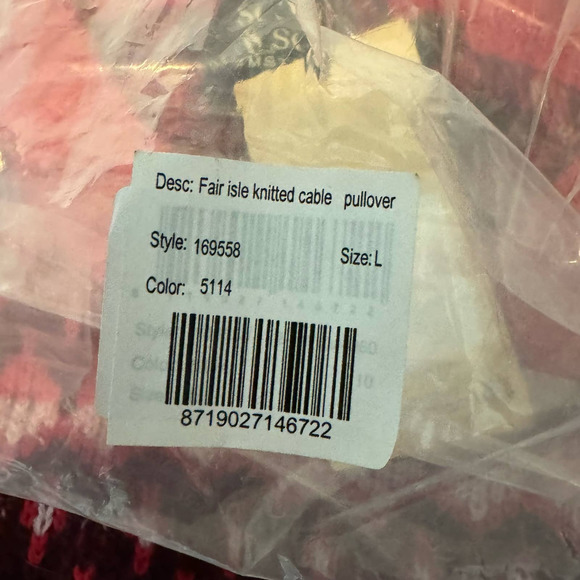 Desc: Fair isle knitted cable pullover
Style: 169558 Size: L
Color: 5114
8719027146722